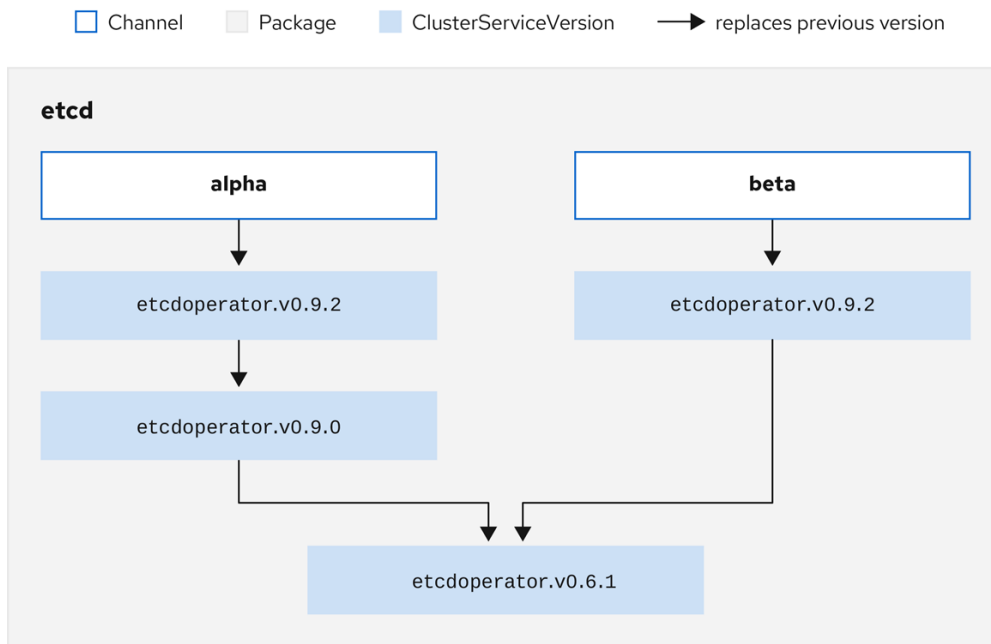 Channel
Package
ClusterServiceVersion
replaces previous version
etcd
alpha
beta
etcdoperator.v0.9.2
etcdoperator.v0.9.2
etcdoperator.v0.9.0
etcdoperator.v0.6.1